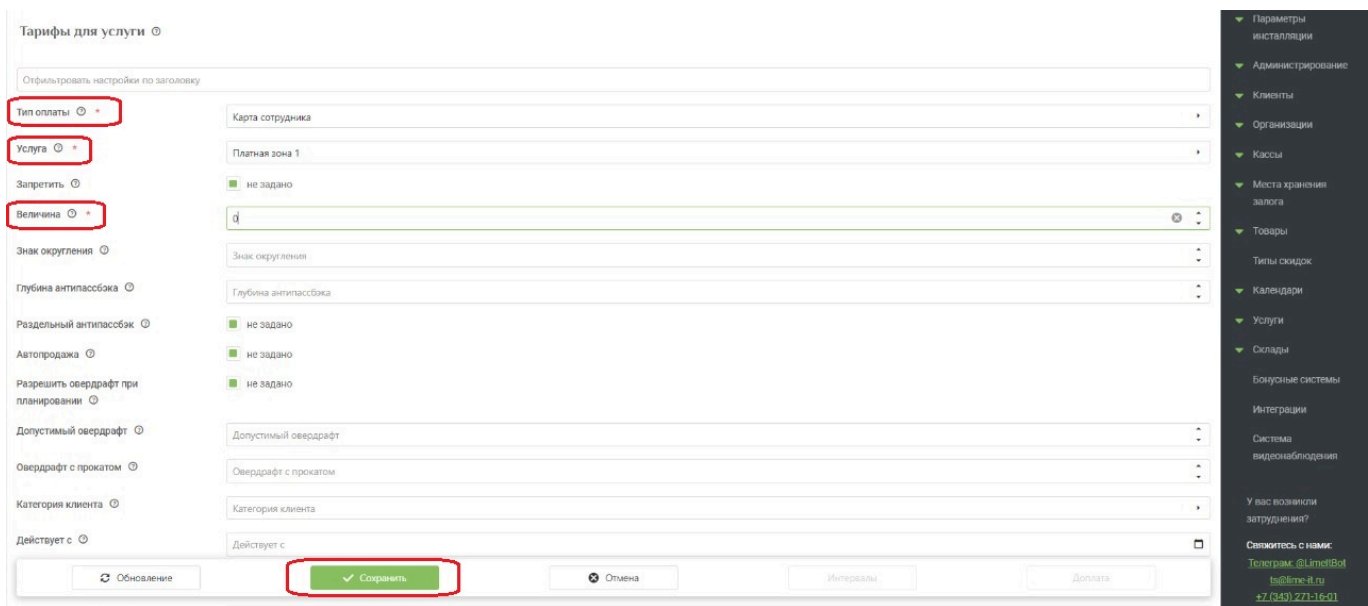 Тарифы для услуги
Отфильтровать настройки по заголовку
Тип оплаты *
Карта сотрудника
Услуга *
Платная зона 1
Запретить
не задано
Величина *
0
Знак округления
Знак округления
Глубина антипассбэка
Глубина антипассбэка
Раздельный антипассбэк
не задано
Автопродажа
не задано
Разрешить овердрафт при
планировании
не задано
Допустимый овердрафт
Допустимый овердрафт
Овердрафт с прокатом
Овердрафт с прокатом
Категория клиента
Категория клиента
Действует с
Действует с
Обновление
Сохранить
Отмена
Интервалы
Доплата
Параметры
инсталляции
Администрирование
Клиенты
Организации
Кассы
Места хранения
залога
Товары
Типы скидок
Календари
Услуги
Склады
Бонусные системы
Интеграции
Система
видеонаблюдения
У вас возникли
затруднения?
Свяжитесь с нами:
Телеграм: @LimeItBot
ts@lime-it.ru
+7 (343) 271-16-01